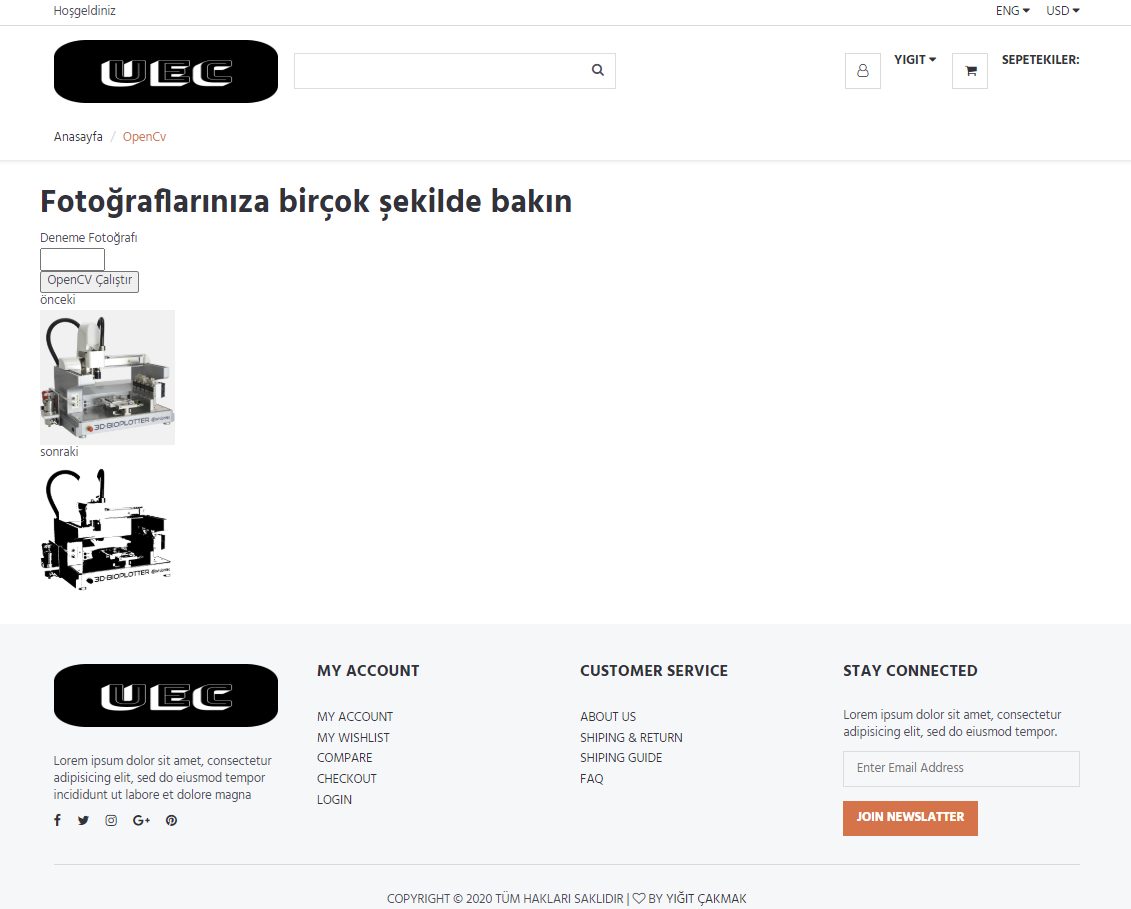 Hoşgeldiniz
ENG
USD
UEC
YIGIT
SEPETEKILER:
Anasayfa / OpenCv
Fotoğraflarınıza birçok şekilde bakın
Deneme Fotoğrafı
OpenCV Çalıştır
önceki
3D-BIOPLOTTER
sonraki
3D-BIOPLOTTER
UEC
Lorem ipsum dolor sit amet, consectetur
adipisicing elit, sed do eiusmod tempor
incididunt ut labore et dolore magna
MY ACCOUNT
MY ACCOUNT
MY WISHLIST
COMPARE
CHECKOUT
LOGIN
CUSTOMER SERVICE
ABOUT US
SHIPING & RETURN
SHIPING GUIDE
FAQ
STAY CONNECTED
Lorem ipsum dolor sit amet, consectetur
adipisicing elit, sed do eiusmod tempor.
Enter Email Address
JOIN NEWSLATTER
COPYRIGHT © 2020 TÜM HAKLARI SAKLIDIR | BY YIĞIT ÇAKMAK